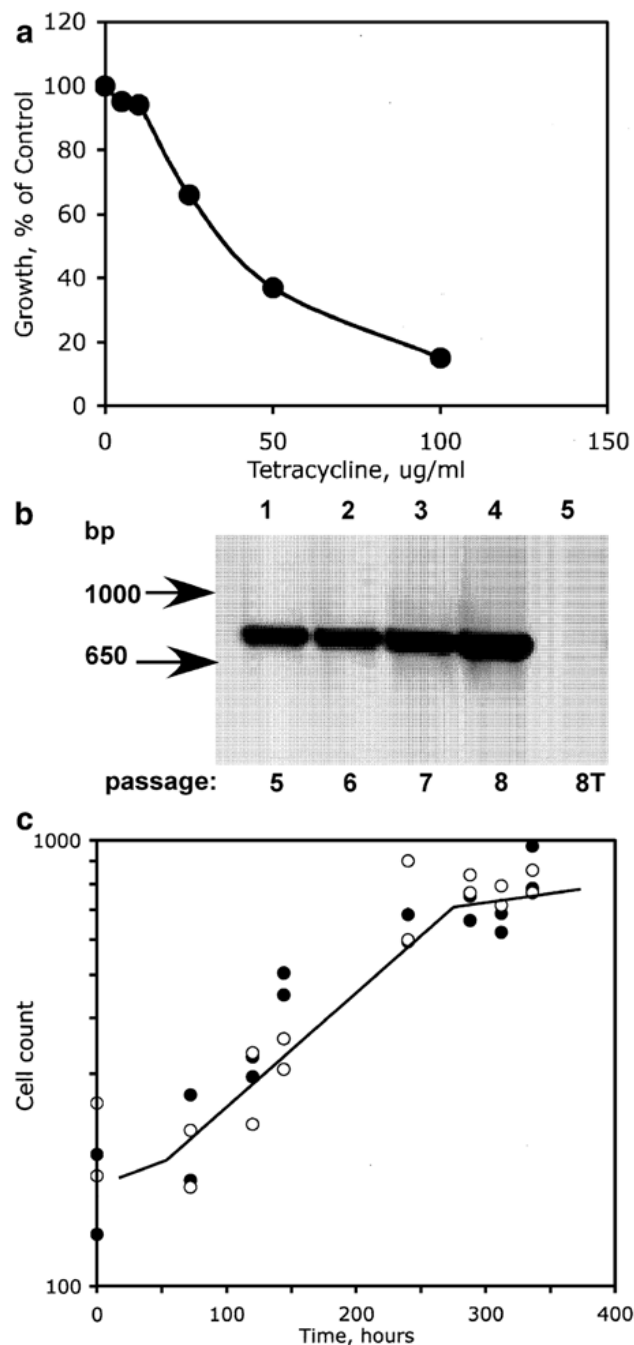 a
120
100
80
60
40
20
0
Growth, % of Control
0 50 100 150
Tetracycline, ug/ml
b
bp
1 2 3 4 5
1000
650
passage: 5 6 7 8 8T
c
1000
Cell count
100
0 100 200 300 400
Time, hours